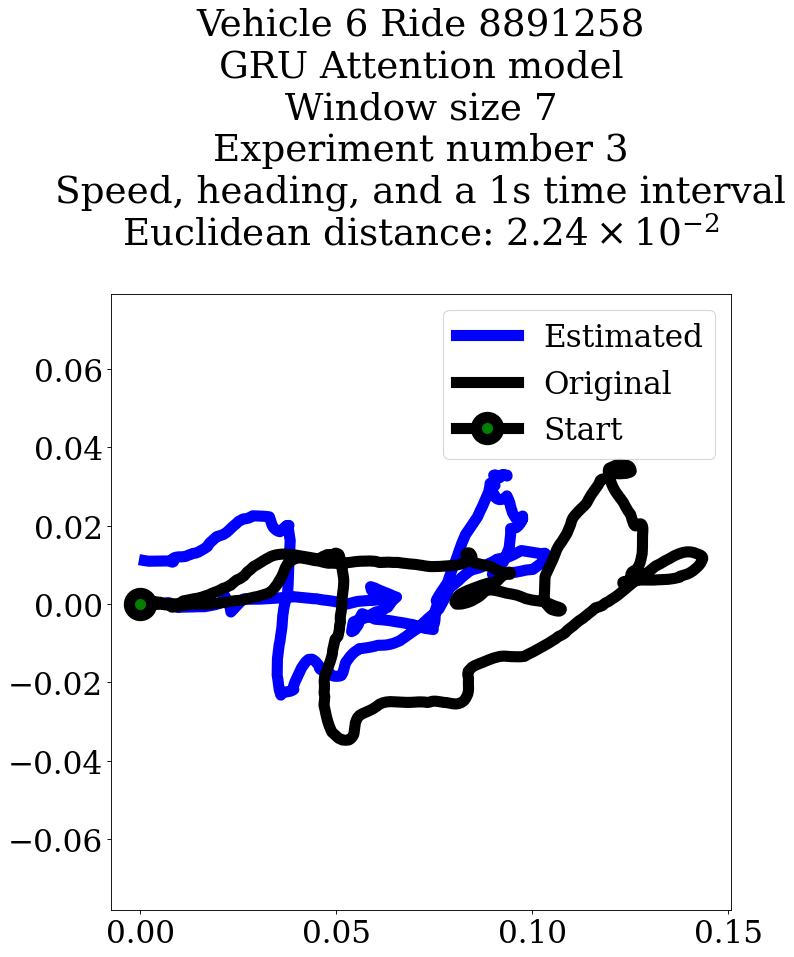 Vehicle 6 Ride 8891258
GRU Attention model
Window size 7
Experiment number 3
Speed, heading, and a 1s time interval
Euclidean distance: 2.24 × 10⁻²
Estimated
Original
Start
0.06
0.04
0.02
0.00
−0.02
−0.04
−0.06
0.00 0.05 0.10 0.15